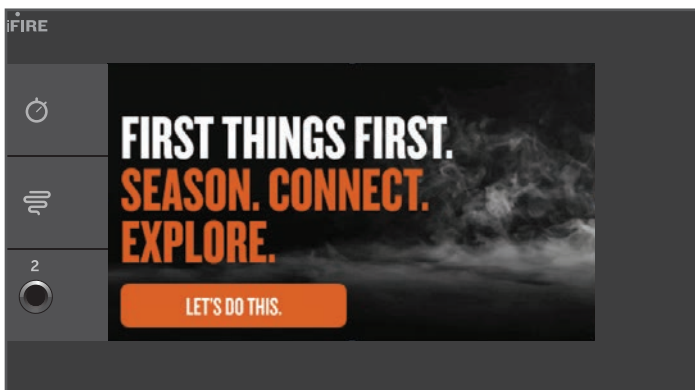 iFIRE
FIRST THINGS FIRST.
SEASON. CONNECT.
EXPLORE.
2
LET'S DO THIS.